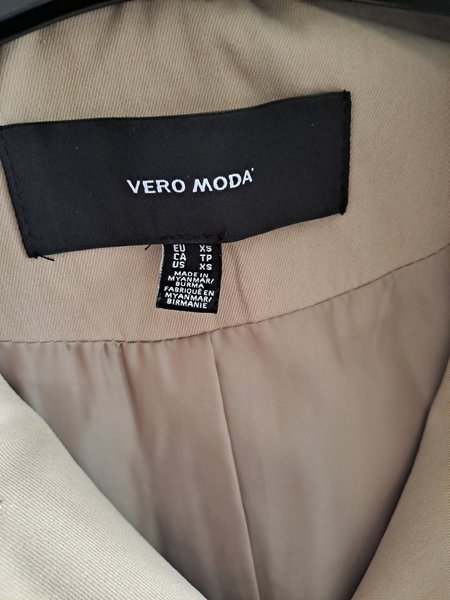 VERO MODA
EU XS
CA TP
US XS
MADE IN
MYANMAR/
BURMA
FABRIQUÉ EN
MYANMAR/
BIRMANIE